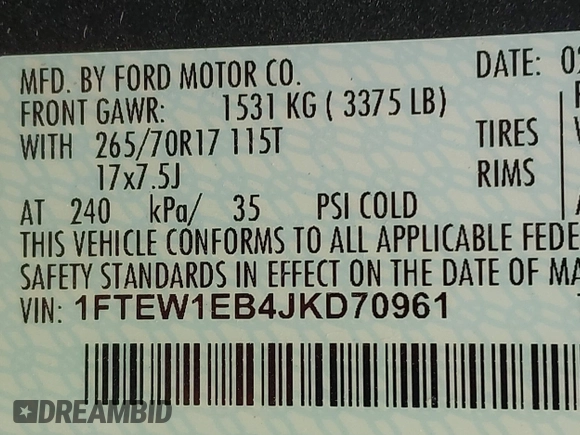 MFD. BY FORD MOTOR CO. DATE:
FRONT GAWR: 1531 KG ( 3375 LB)
WITH 265/70R17 115T TIRES
17x7.5J RIMS
AT 240 kPa/ 35 PSI COLD
THIS VEHICLE CONFORMS TO ALL APPLICABLE FEDE
SAFETY STANDARDS IN EFFECT ON THE DATE OF MA
VIN: 1FTEW1EB4JKD70961
DREAMBID